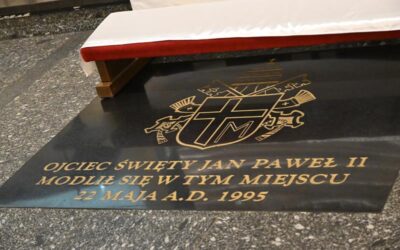 OJCIEC ŚWIĘTY JAN PAWEŁ II
MODLIŁ SIĘ W TYM MIEJSCU
22 MAJA A.D. 1995